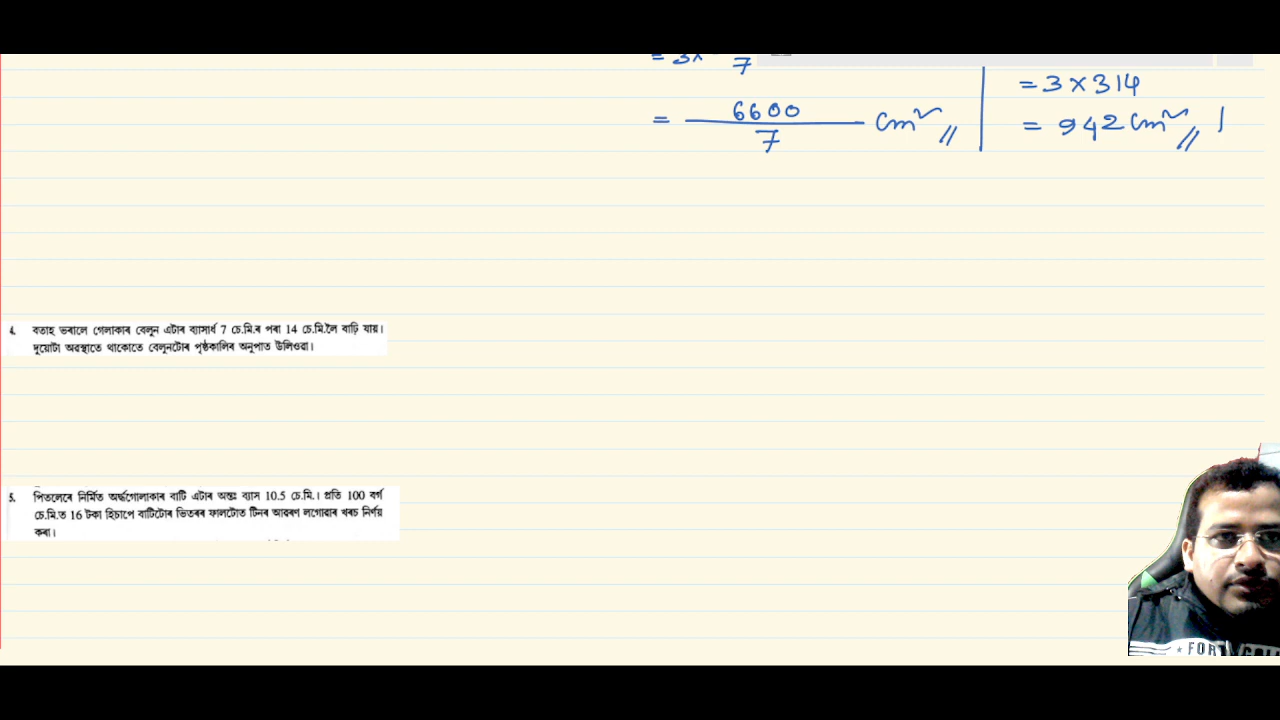 = 3×
7
= 3 × 314
= 6600
7 cm² //
= 942 cm² //
4. বতাহ ভৰালে গোলাকাৰ বেলুন এটাৰ ব্যাসাৰ্ধ 7 চে.মি.ৰ পৰা 14 চে.মি.লৈ বাঢ়ি যায়।
দুয়োটা অৱস্থাতে থাকোতে বেলুনটোৰ পৃষ্ঠকালিৰ অনুপাত উলিওৱা।
5. পিতলেৰে নিৰ্মিত অৰ্দ্ধগোলাকাৰ বাটি এটাৰ অন্তঃ ব্যাস 10.5 চে.মি.। প্ৰতি 100 বৰ্গ
চে.মি.ত 16 টকা হিচাপে বাটিটোৰ ভিতৰৰ ফালটোত টিনৰ আৱৰণ লগোৱাৰ খৰচ নিৰ্ণয়
কৰা।